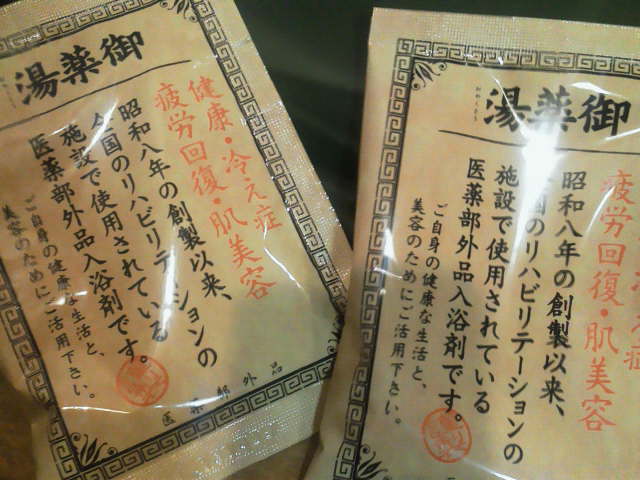 湯薬御
健康・冷え症
疲労回復・肌美容
昭和八年の創製以来、
全国のリハビリテーションの
施設で使用されている
医薬部外品入浴剤です。
ご自身の健康な生活と、
美容のためにご活用下さい。
医薬部外品
湯薬御
疲労回復・肌美容
昭和八年の創製以来、
全国のリハビリテーションの
施設で使用されている
医薬部外品入浴剤です。
ご自身の健康な生活と、
美容のためにご活用下さい。